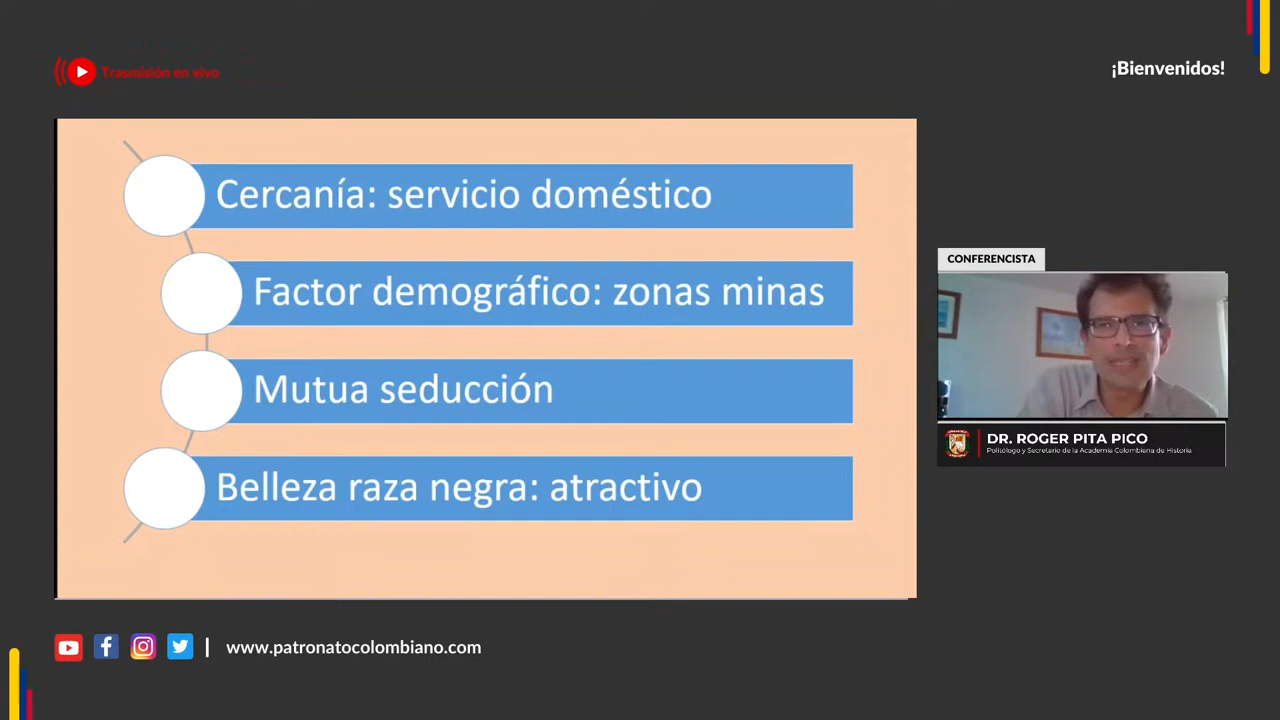 Trasmisión en vivo
¡Bienvenidos!
Cercanía: servicio doméstico
Factor demográfico: zonas minas
Mutua seducción
Belleza raza negra: atractivo
CONFERENCISTA
DR. ROGER PITA PICO
Politólogo y Secretario de la Academia Colombiana de Historia
www.patronatocolombiano.com